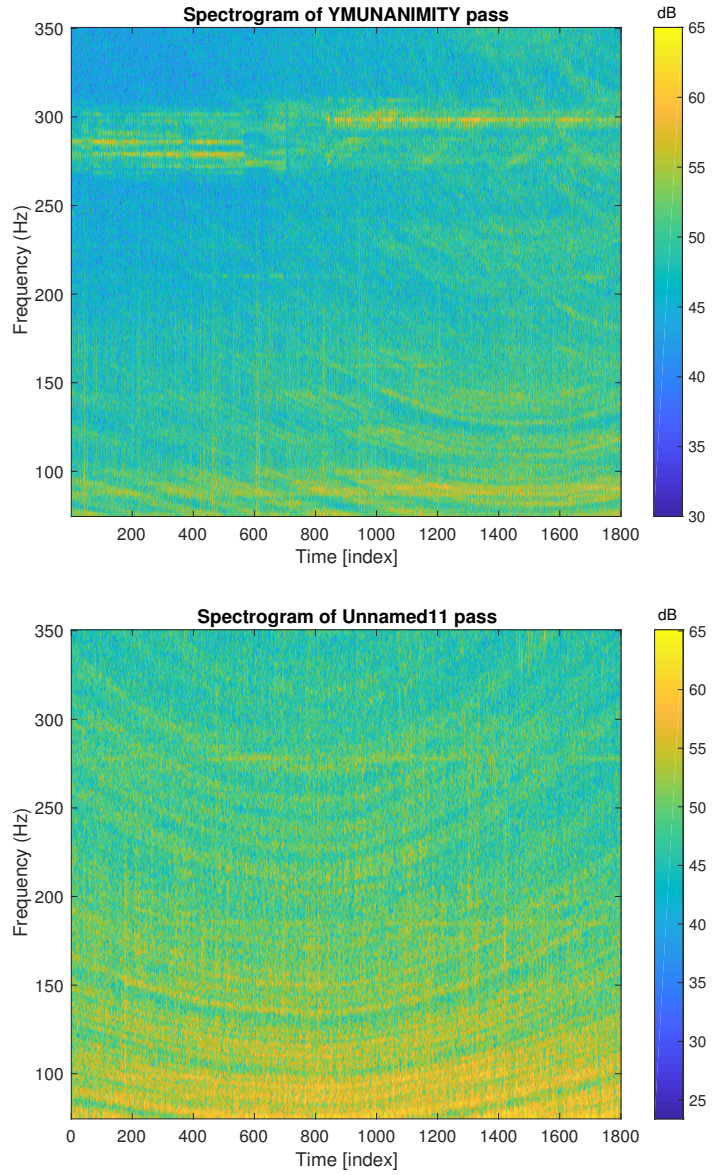 Spectrogram of YMUNANIMITY pass
dB
350
300
250
200
150
100
Frequency (Hz)
200 400 600 800 1000 1200 1400 1600 1800
Time [index]
65
60
55
50
45
40
35
30
Spectrogram of Unnamed11 pass
dB
350
300
250
200
150
100
Frequency (Hz)
0 200 400 600 800 1000 1200 1400 1600 1800
Time [index]
65
60
55
50
45
40
35
30
25